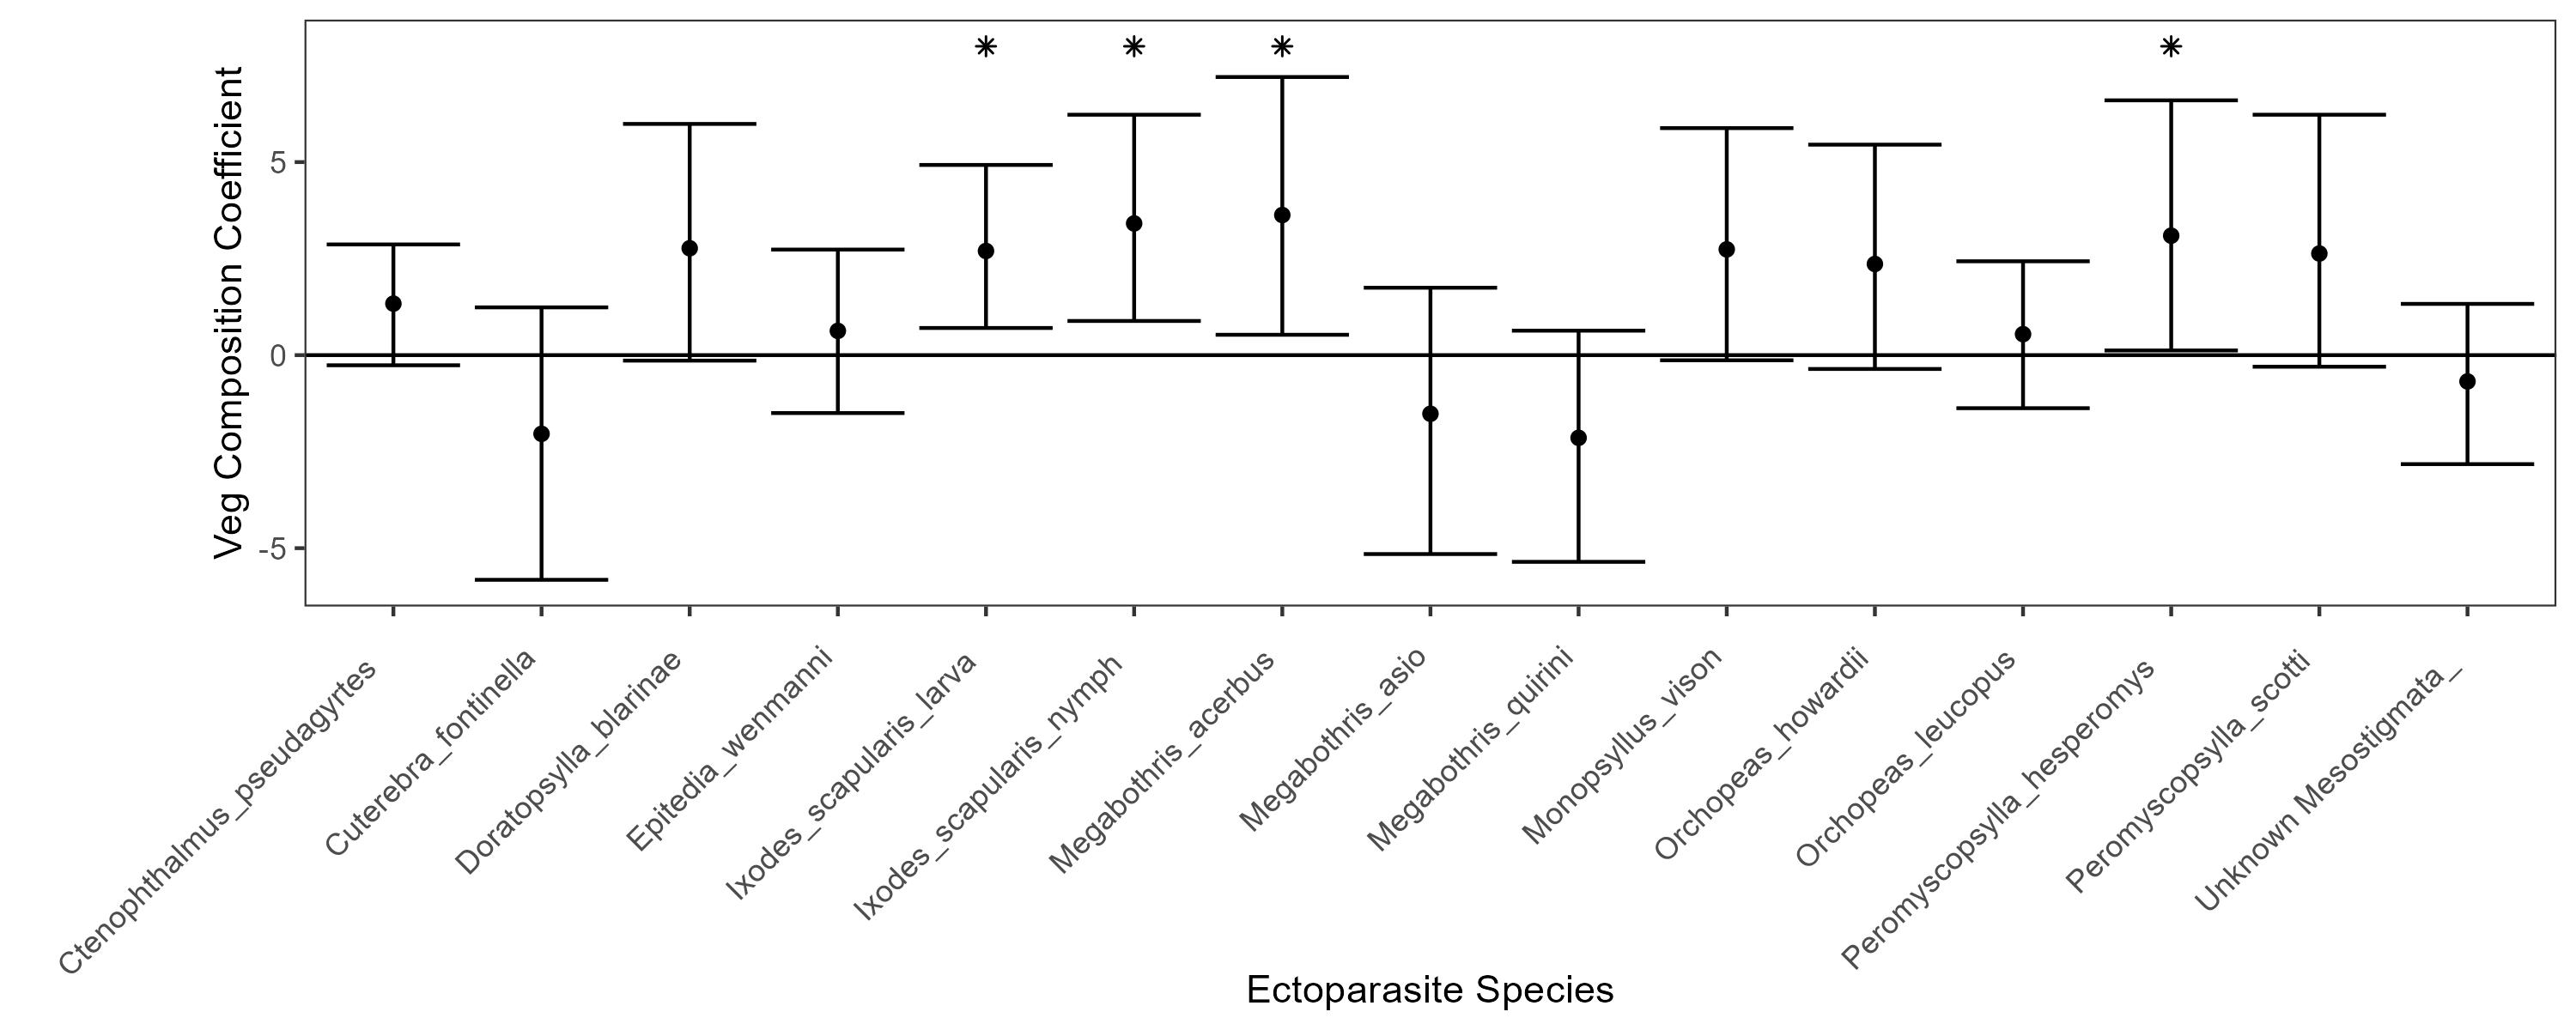 Veg Composition Coefficient
5
0
-5
*
*
*
*
Ctenophthalmus_pseudagyrtes
Cuterebra_fontinella
Doratopsylla_blarinae
Epitedia_wenmanni
Ixodes_scapularis_larva
Ixodes_scapularis_nymph
Megabothris_acerbus
Megabothris_asio
Megabothris_quirini
Monopsyllus_vison
Orchopeas_howardii
Orchopeas_leucopus
Peromyscopsylla_hesperomys
Peromyscopsylla_scotti
Unknown Mesostigmata_
Ectoparasite Species